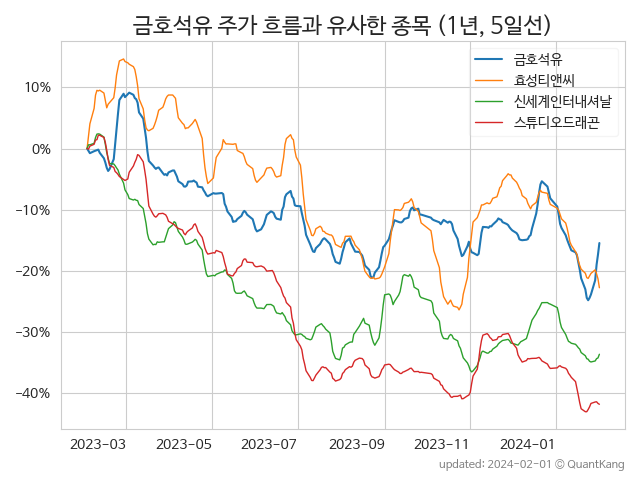 금호석유 주가 흐름과 유사한 종목 (1년, 5일선)
금호석유
효성티앤씨
신세계인터내셔날
스튜디오드래곤
10%
0%
−10%
−20%
−30%
−40%
2023-03 2023-05 2023-07 2023-09 2023-11 2024-01
updated: 2024-02-01 © QuantKang